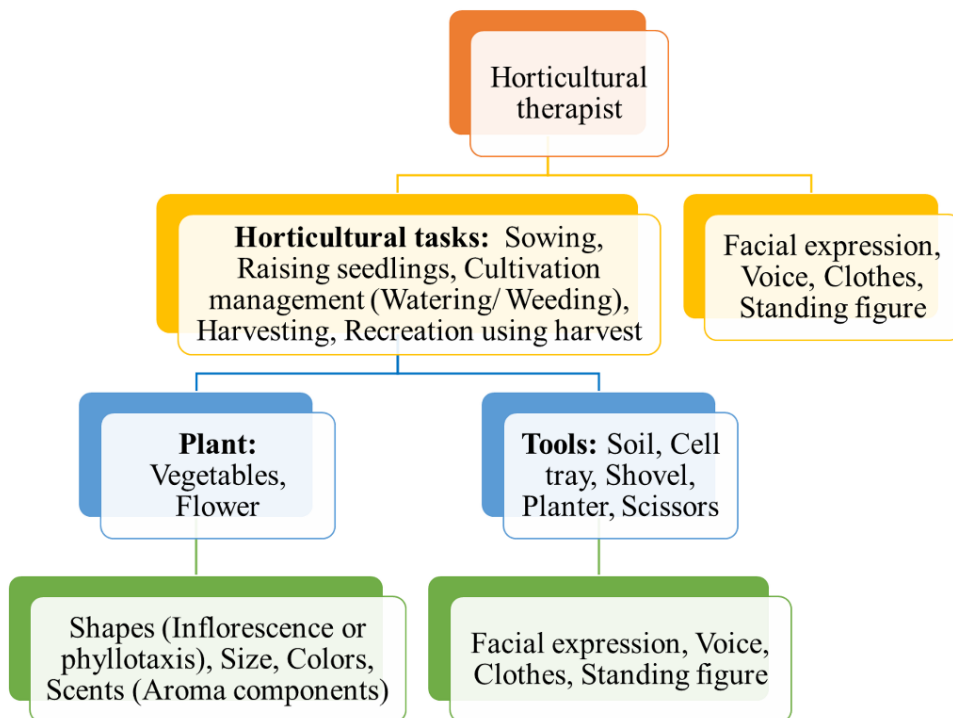 Horticultural
therapist
Horticultural tasks: Sowing,
Raising seedlings, Cultivation
management (Watering/ Weeding),
Harvesting, Recreation using harvest
Facial expression,
Voice, Clothes,
Standing figure
Plant:
Vegetables,
Flower
Tools: Soil, Cell
tray, Shovel,
Planter, Scissors
Shapes (Inflorescence or
phyllotaxis), Size, Colors,
Scents (Aroma components)
Facial expression, Voice,
Clothes, Standing figure